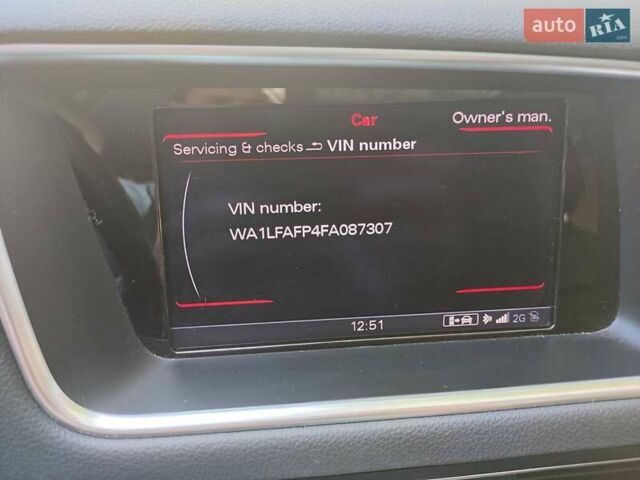 auto RIA.com
Car
Owner's man.
Servicing & checks VIN number
VIN number:
WA1LFAFP4FA087307
12:51
2G